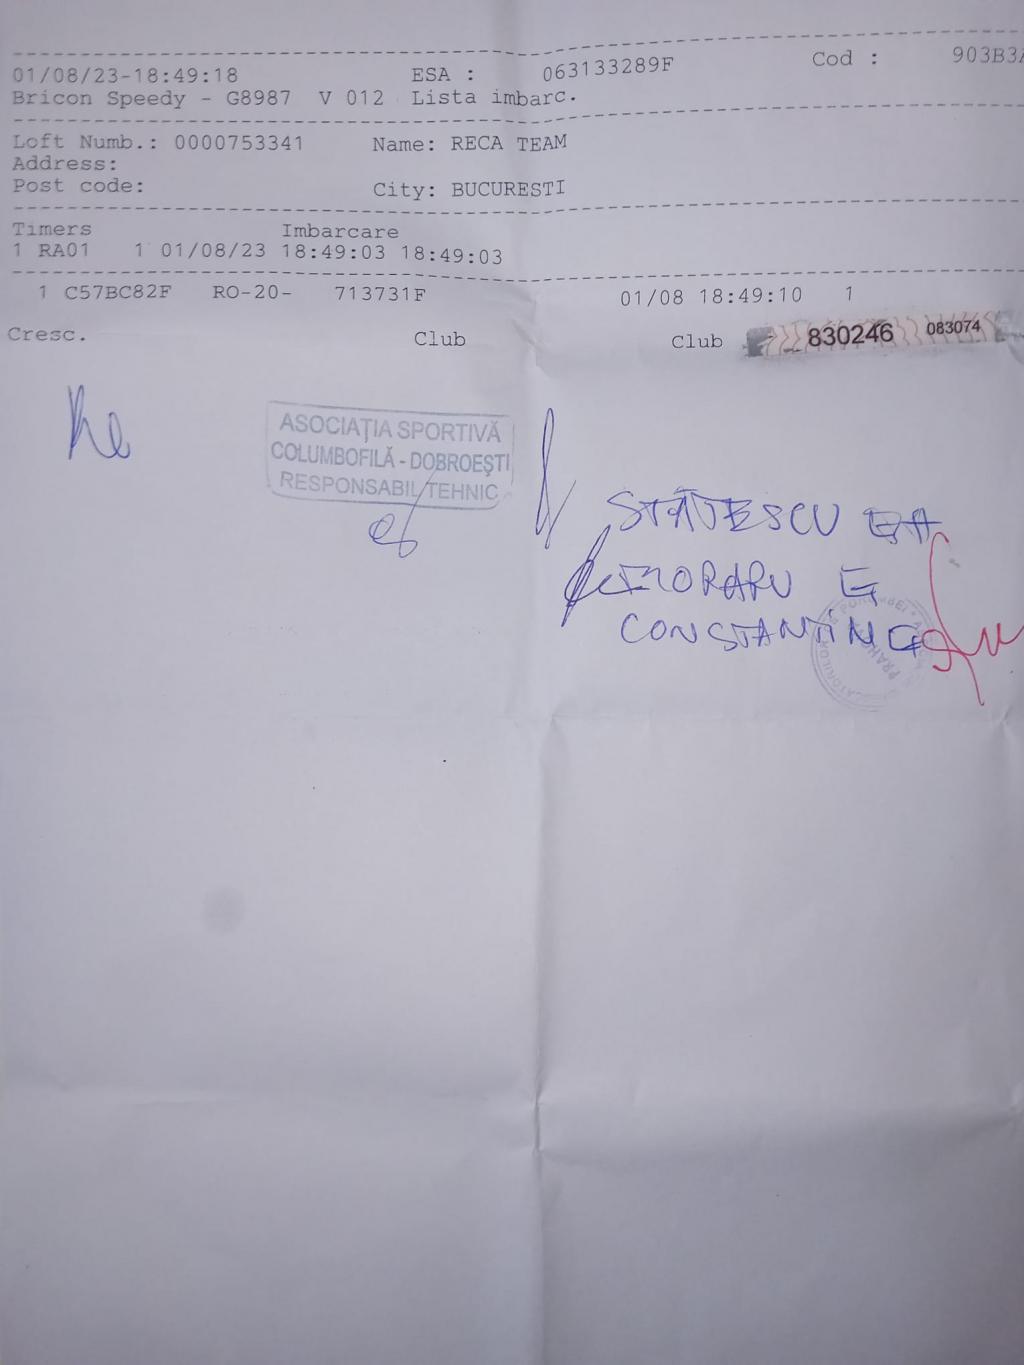 01/08/23-18:49:18 ESA : 063133289F Cod : 903B3A
Bricon Speedy - G8987 V 012 Lista imbarc.
Loft Numb.: 0000753341 Name: RECA TEAM
Address:
Post code: City: BUCURESTI
Timers Imbarcare
1 RA01 1 01/08/23 18:49:03 18:49:03
1 C57BC82F RO-20- 713731F 01/08 18:49:10 1
Cresc. Club Club 830246 083074
ASOCIAȚIA SPORTIVĂ
COLUMBOFILĂ - DOBROEȘTI
RESPONSABIL TEHNIC
STĂTESCU
MORARU E
CONSTANTIN
PRAHOVA